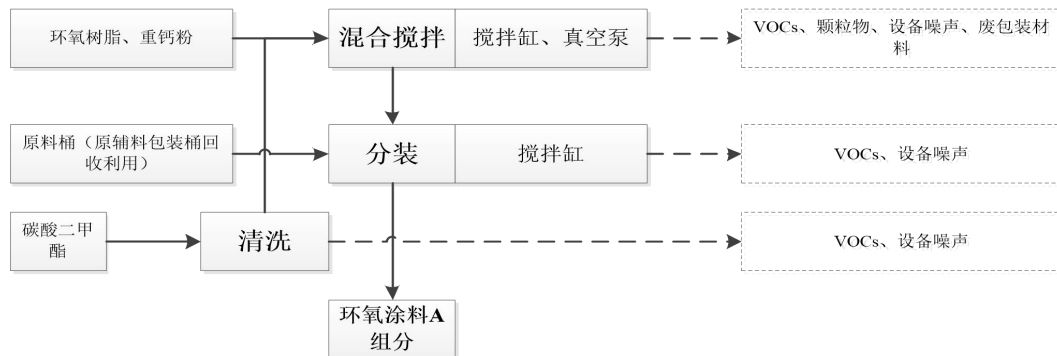 环氧树脂、重钙粉
混合搅拌
搅拌缸、真空泵
VOCs、颗粒物、设备噪声、废包装材
料
原料桶（原辅料包装桶回
收利用）
分装
搅拌缸
VOCs、设备噪声
碳酸二甲
酯
清洗
VOCs、设备噪声
环氧涂料A
组分